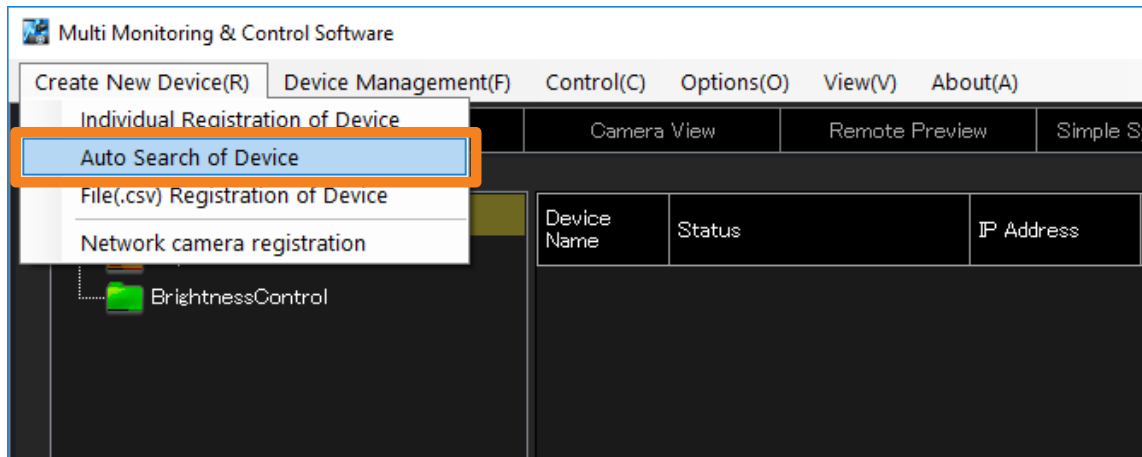 Multi Monitoring & Control Software
Create New Device(R) Device Management(F) Control(C) Options(O) View(V) About(A)
Individual Registration of Device
Camera View Remote Preview Simple S
Auto Search of Device
File(.csv) Registration of Device
Device Name Status IP Address
Network camera registration
BrightnessControl